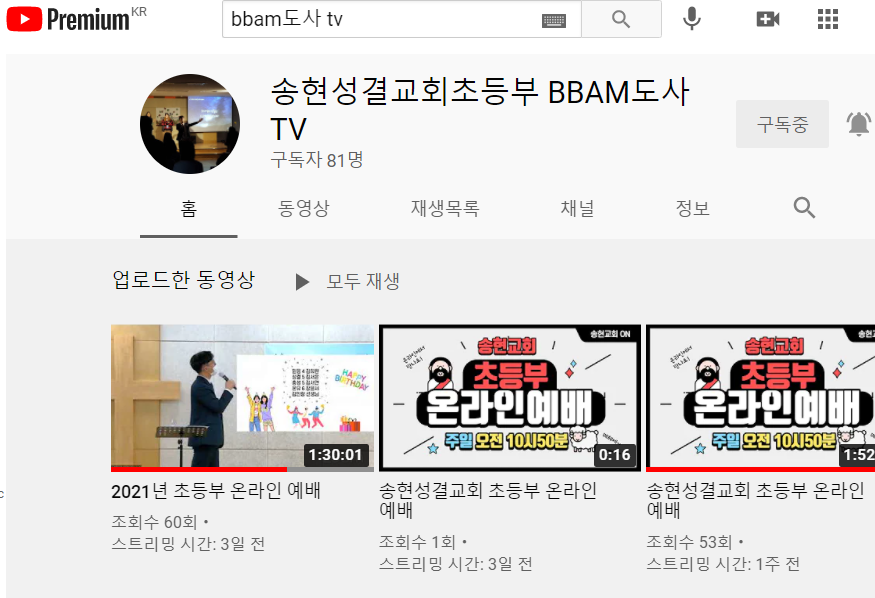 Premium KR
bbam도사 tv
송현성결교회초등부 BBAM도사
TV
구독자 81명
구독중
홈
동영상
재생목록
채널
정보
업로드한 동영상
모두 재생
HAPPY
BIRTHDAY
1:30:01
2021년 초등부 온라인 예배
조회수 60회 •
스트리밍 시간: 3일 전
송현교회 ON
송현교회
초등부
온라인예배
주일 오전 10시50분
0:16
송현성결교회 초등부 온라인
예배
조회수 1회 •
스트리밍 시간: 3일 전
송현교회
초등부
온라인예배
주일 오전 10시50분
1:52
송현성결교회 초등부 온라인
예배
조회수 53회 •
스트리밍 시간: 1주 전